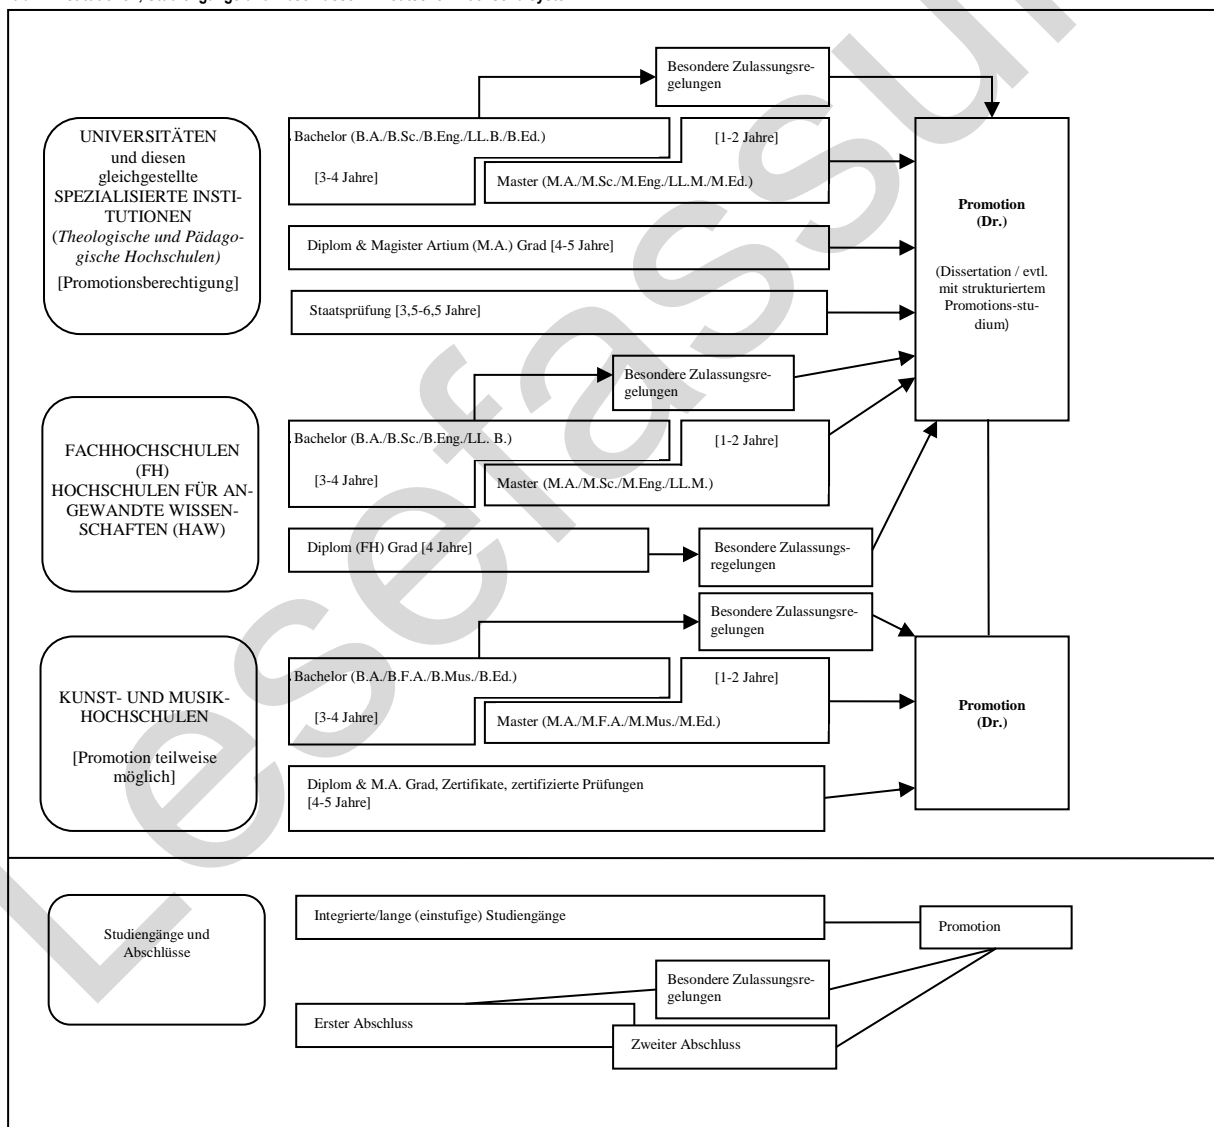 Besondere Zulassungsre-
gelungen
UNIVERSITÄTEN
und diesen
gleichgestellte
SPEZIALISIERTE INSTI-
TUTIONEN
(Theologische und Pädago-
gische Hochschulen)
[Promotionsberechtigung]
Bachelor (B.A./B.Sc./B.Eng./LL.B./B.Ed.)
[3-4 Jahre]
[1-2 Jahre]
Master (M.A./M.Sc./M.Eng./LL.M./M.Ed.)
Diplom & Magister Artium (M.A.) Grad [4-5 Jahre]
Staatsprüfung [3,5-6,5 Jahre]
Promotion
(Dr.)
(Dissertation / evtl.
mit strukturiertem
Promotions-stu-
dium)
Besondere Zulassungsre-
gelungen
FACHHOCHSCHULEN
(FH)
HOCHSCHULEN FÜR AN-
GEWANDTE WISSEN-
SCHAFTEN (HAW)
Bachelor (B.A./B.Sc./B.Eng./LL. B.)
[3-4 Jahre]
[1-2 Jahre]
Master (M.A./M.Sc./M.Eng./LL.M.)
Diplom (FH) Grad [4 Jahre]
Besondere Zulassungs-
regelungen
Besondere Zulassungsre-
gelungen
KUNST- UND MUSIK-
HOCHSCHULEN
[Promotion teilweise
möglich]
Bachelor (B.A./B.F.A./B.Mus./B.Ed.)
[3-4 Jahre]
[1-2 Jahre]
Master (M.A./M.F.A./M.Mus./M.Ed.)
Diplom & M.A. Grad, Zertifikate, zertifizierte Prüfungen
[4-5 Jahre]
Promotion
(Dr.)
Studiengänge und
Abschlüsse
Integrierte/lange (einstufige) Studiengänge
Promotion
Besondere Zulassungsre-
gelungen
Erster Abschluss
Zweiter Abschluss
Lesefassun